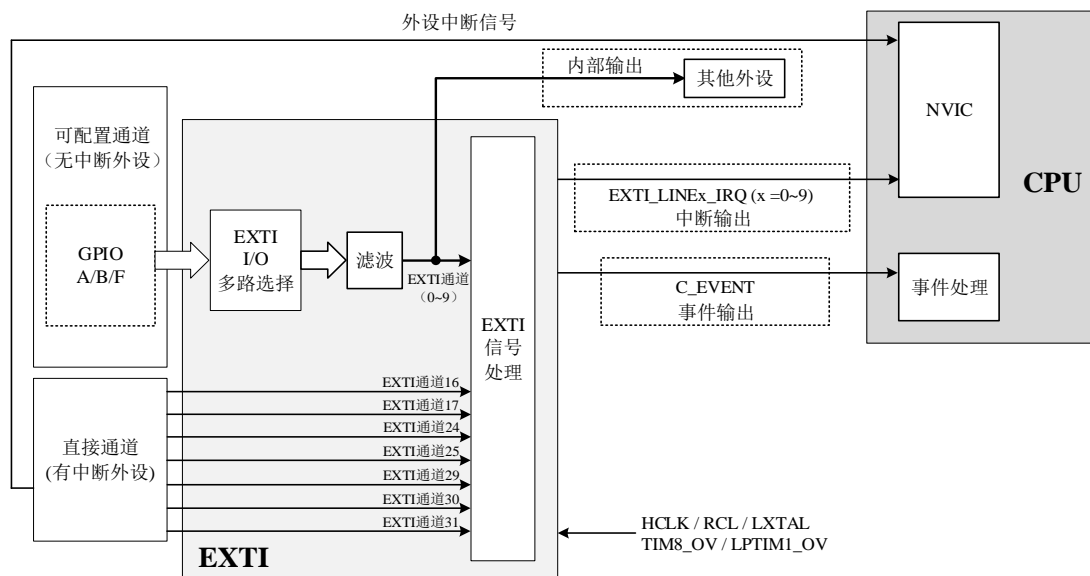 外设中断信号
内部输出
其他外设
NVIC
CPU
可配置通道
（无中断外设）
GPIO
A/B/F
EXTI
I/O
多路选择
滤波
EXTI通道
（0~9）
EXTI
信号
处理
EXTI_LINEx_IRQ (x =0~9)
中断输出
C_EVENT
事件输出
事件处理
直接通道
(有中断外设)
EXTI通道16
EXTI通道17
EXTI通道24
EXTI通道25
EXTI通道29
EXTI通道30
EXTI通道31
EXTI
HCLK / RCL / LXTAL
TIM8_OV / LPTIM1_OV